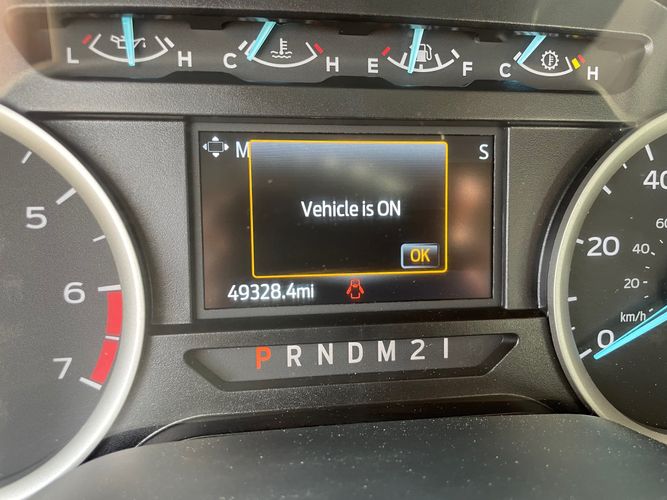 L H C H E F C H
M S
Vehicle is ON
OK
49328.4mi
P R N D M 2 1
5
6
7
40
20
0
60
40
20
km/h